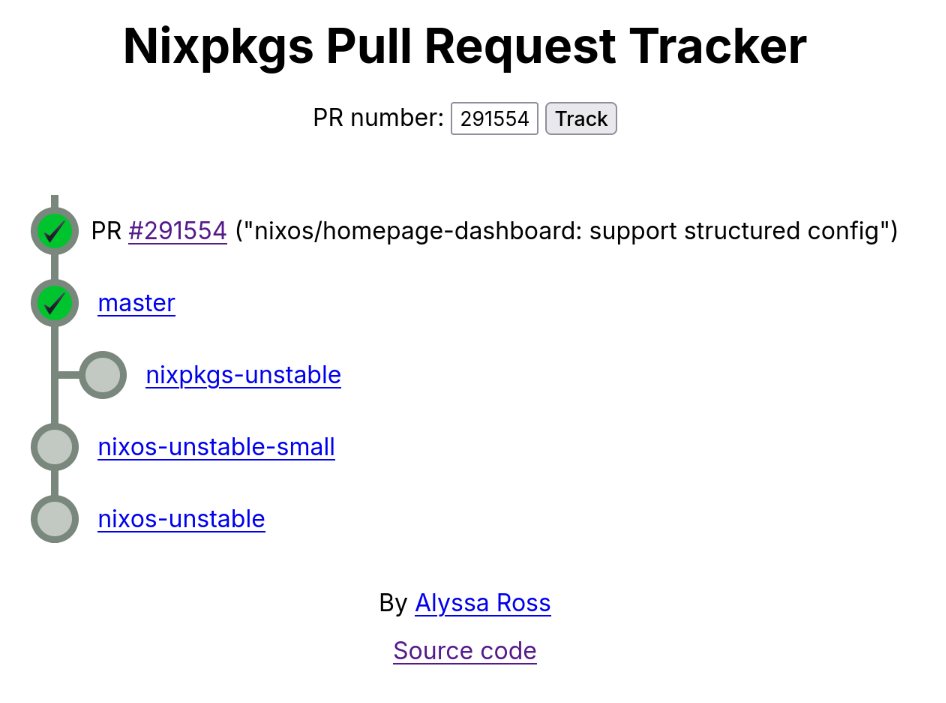 Nixpkgs Pull Request Tracker
PR number: 291554 Track
PR #291554 ("nixos/homepage-dashboard: support structured config")
master
nixpkgs-unstable
nixos-unstable-small
nixos-unstable
By Alyssa Ross
Source code